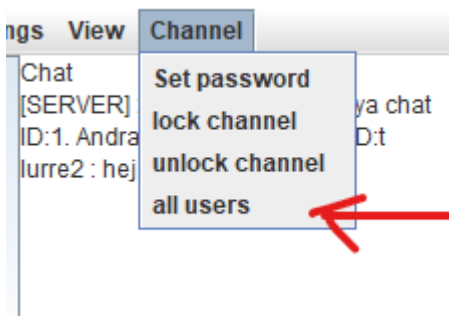 ngs View Channel
Set password
lock channel
unlock channel
all users
Chat
[SERVER] ya chat
ID:1. Andra D:t
lurre2 : hej